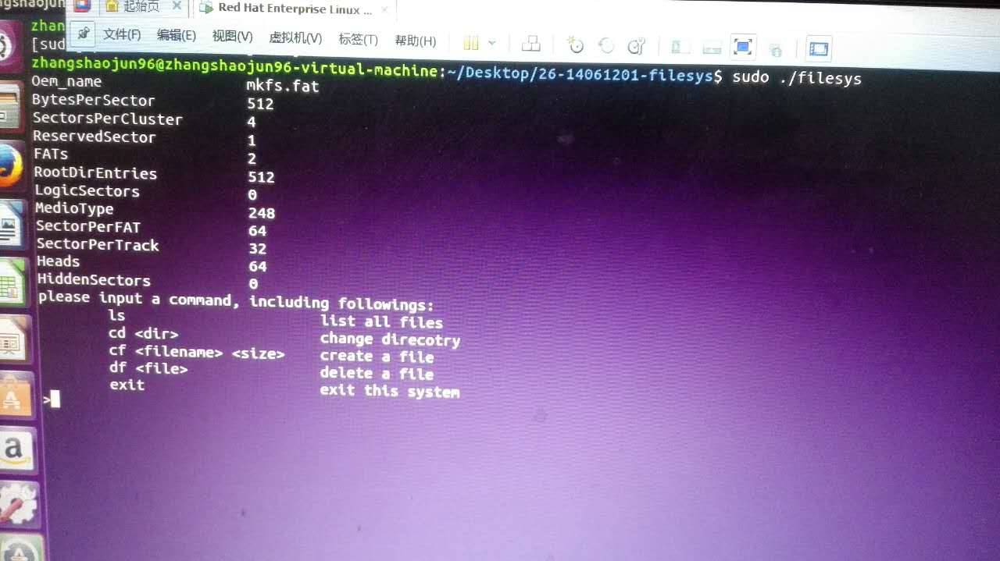 起始页
Red Hat Enterprise Linux ...
文件(F) 编辑(E) 视图(V) 虚拟机(V) 标签(T) 帮助(H)
zhan
[sud
zhangshaojun96@zhangshaojun96-virtual-machine:~/Desktop/26-14061201-filesys$ sudo ./filesys
Oem_name mkfs.fat
BytesPerSector 512
SectorsPerCluster 4
ReservedSector 1
FATs 2
RootDirEntries 512
LogicSectors 0
MedioType 248
SectorPerFAT 64
SectorPerTrack 32
Heads 64
HiddenSectors 0
please input a command, including followings:
ls list all files
cd <dir> change direcotry
cf <filename> <size> create a file
df <file> delete a file
exit exit this system
>
a